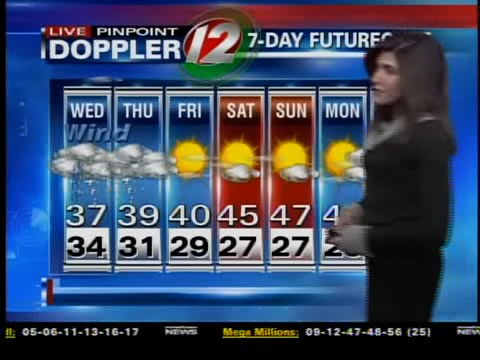 LIVE PINPOINT
DOPPLER 12 7-DAY
WED THU FRI SAT SUN MON
Wind
37 39 40 45 47
34 31 29 27 27
05-06-11-13-16-17 NEWS Mega Millions: 09-12-47-48-56 (25)